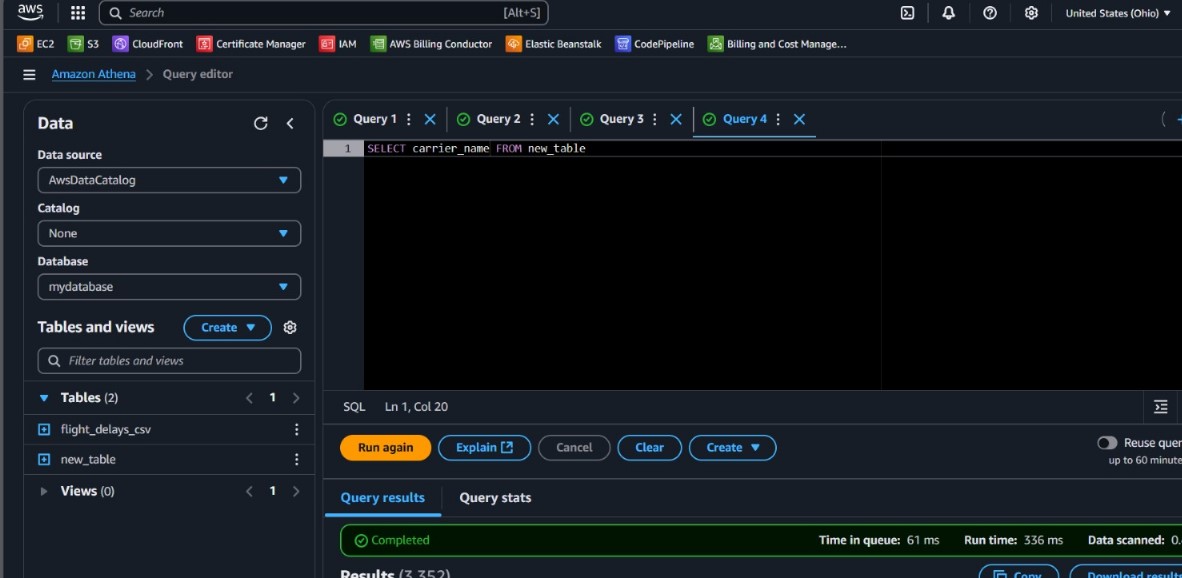 aws Search [Alt+S] United States (Ohio)
EC2 S3 CloudFront Certificate Manager IAM AWS Billing Conductor Elastic Beanstalk CodePipeline Billing and Cost Manage...
Amazon Athena > Query editor
Data
Data source
AwsDataCatalog
Catalog
None
Database
mydatabase
Tables and views Create
Filter tables and views
Tables (2) < 1 >
flight_delays_csv
new_table
Views (0) < 1 >
Query 1 Query 2 Query 3 Query 4
1 SELECT carrier_name FROM new_table
SQL Ln 1, Col 20
Run again Explain Cancel Clear Create
Reuse quer
up to 60 minute
Query results Query stats
Completed Time in queue: 61 ms Run time: 336 ms Data scanned: 0.
Results (3,352) Copy Download results